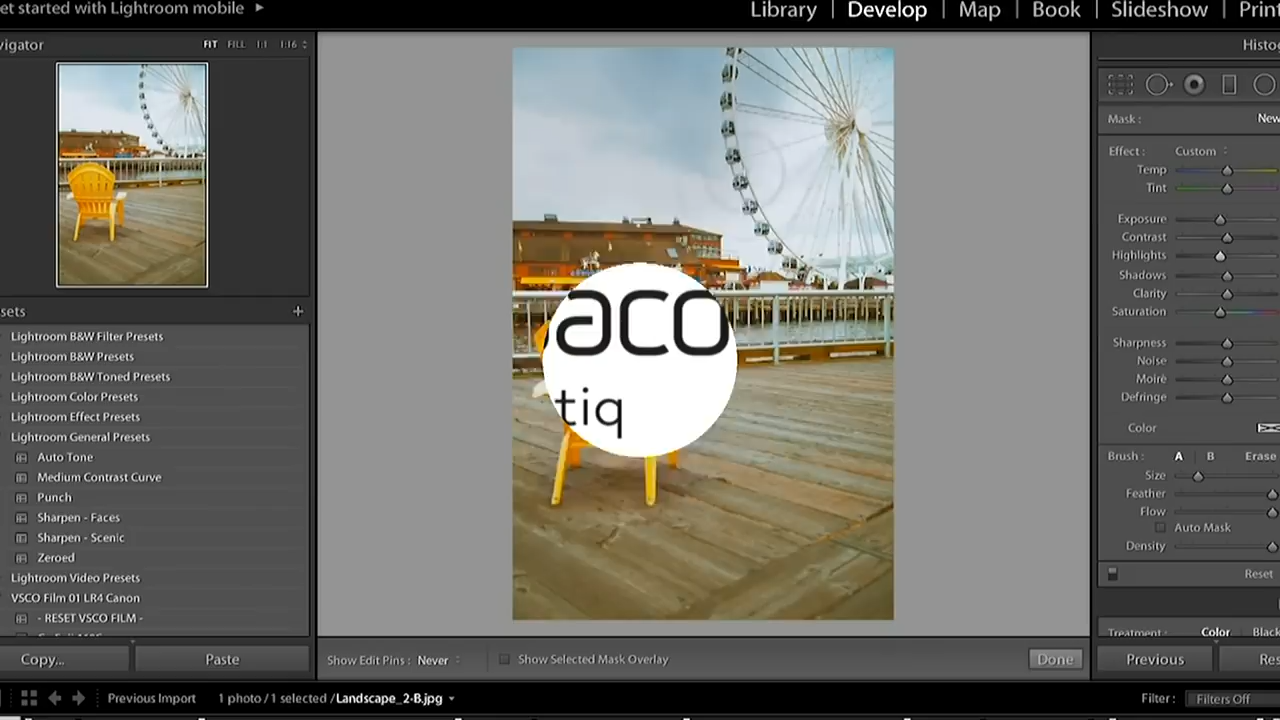 et started with Lightroom mobile
Library | Develop | Map | Book | Slideshow | Print
vigator
FIT FILL 1:1 1:16
Histog
Mask : New
Effect : Custom
Temp
Tint
Exposure
Contrast
Highlights
Shadows
Clarity
Saturation
Sharpness
Noise
Moiré
Defringe
Color
Brush : A B Erase
Size
Feather
Flow
Auto Mask
Density
Reset
Treatment : Color Black
sets +
Lightroom B&W Filter Presets
Lightroom B&W Presets
Lightroom B&W Toned Presets
Lightroom Color Presets
Lightroom Effect Presets
Lightroom General Presets
Auto Tone
Medium Contrast Curve
Punch
Sharpen - Faces
Sharpen - Scenic
Zeroed
Lightroom Video Presets
VSCO Film 01 LR4 Canon
- RESET VSCO FILM -
aco
tiq
Copy...
Paste
Show Edit Pins : Never
Show Selected Mask Overlay
Done
Previous
Res
Previous Import
1 photo / 1 selected / Landscape_2-B.jpg
Filter : Filters Off